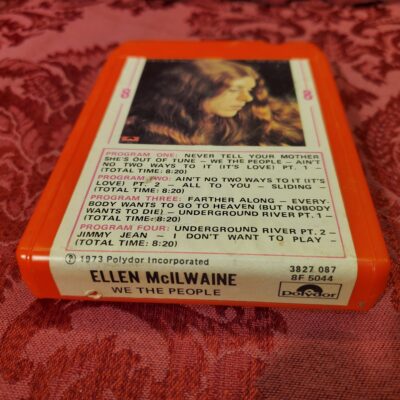 8 8
PROGRAM ONE: NEVER TELL YOUR MOTHER
SHE'S OUT OF TUNE – WE THE PEOPLE – AIN'T
NO TWO WAYS TO IT (IT'S LOVE) PT. 1 –
(TOTAL TIME: 8:20)
PROGRAM TWO: AIN'T NO TWO WAYS TO IT (IT'S
LOVE) PT. 2 – ALL TO YOU – SLIDING –
(TOTAL TIME: 8:20)
PROGRAM THREE: FARTHER ALONG – EVERY-
BODY WANTS TO GO TO HEAVEN (BUT NOBODY
WANTS TO DIE) – UNDERGROUND RIVER PT. 1 –
(TOTAL TIME: 8:20)
PROGRAM FOUR: UNDERGROUND RIVER PT. 2 –
JIMMY JEAN – I DON'T WANT TO PLAY –
(TOTAL TIME: 8:20)
℗ 1973 Polydor Incorporated
ELLEN McILWAINE
WE THE PEOPLE
3827 087
8F 5044
Polydor